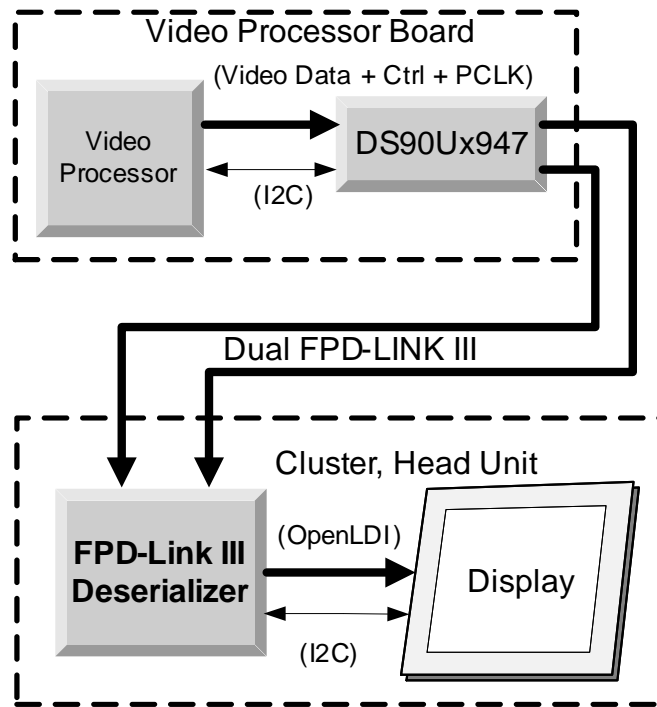 Video Processor Board
(Video Data + Ctrl + PCLK)
Video
Processor
DS90Ux947
(I2C)
Dual FPD-LINK III
Cluster, Head Unit
FPD-Link III
Deserializer
(OpenLDI)
Display
(I2C)